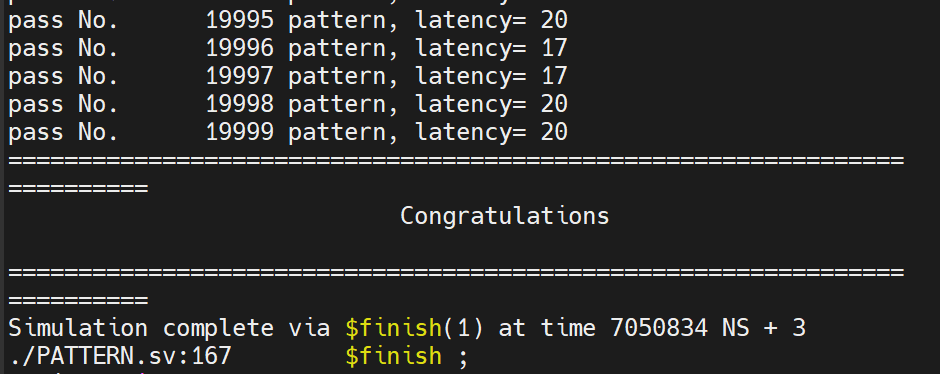 pass No.      19995 pattern, latency= 20
pass No.      19996 pattern, latency= 17
pass No.      19997 pattern, latency= 17
pass No.      19998 pattern, latency= 20
pass No.      19999 pattern, latency= 20
=================================================================
==========
                            Congratulations
=================================================================
==========
Simulation complete via $finish(1) at time 7050834 NS + 3
./PATTERN.sv:167        $finish ;